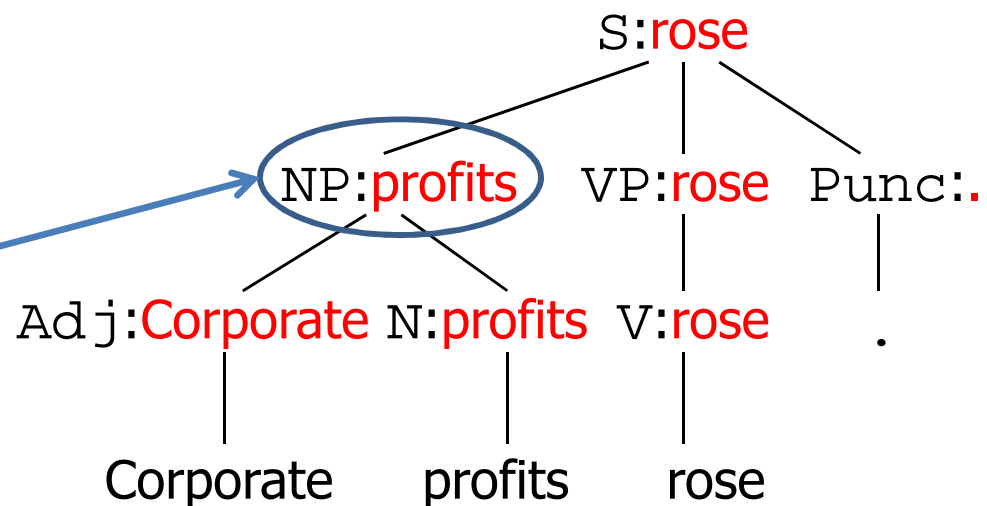 S:rose
NP:profits VP:rose Punc:.
Adj:Corporate N:profits V:rose .
Corporate profits rose